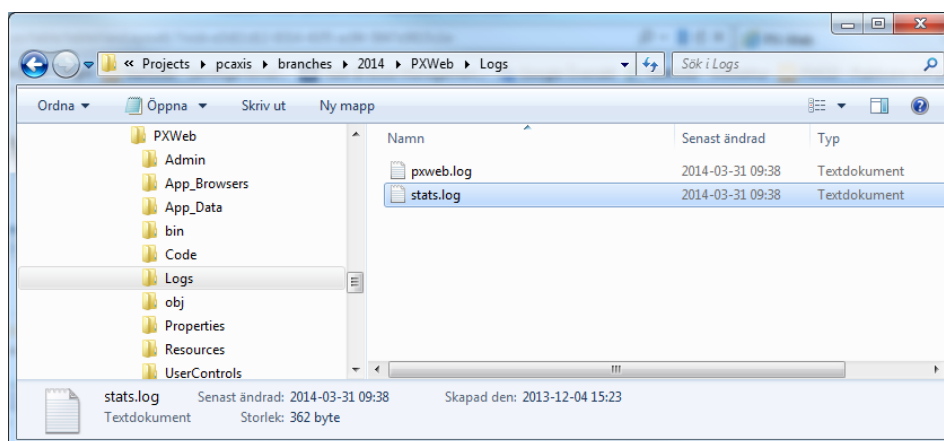 « Projects ▸ pcaxis ▸ branches ▸ 2014 ▸ PXWeb ▸ Logs
Sök i Logs
Ordna Öppna Skriv ut Ny mapp
PXWeb
Admin
App_Browsers
App_Data
bin
Code
Logs
obj
Properties
Resources
UserControls
Namn Senast ändrad Typ
pxweb.log 2014-03-31 09:38 Textdokument
stats.log 2014-03-31 09:38 Textdokument
stats.log Senast ändrad: 2014-03-31 09:38 Skapad den: 2013-12-04 15:23
Textdokument Storlek: 362 byte